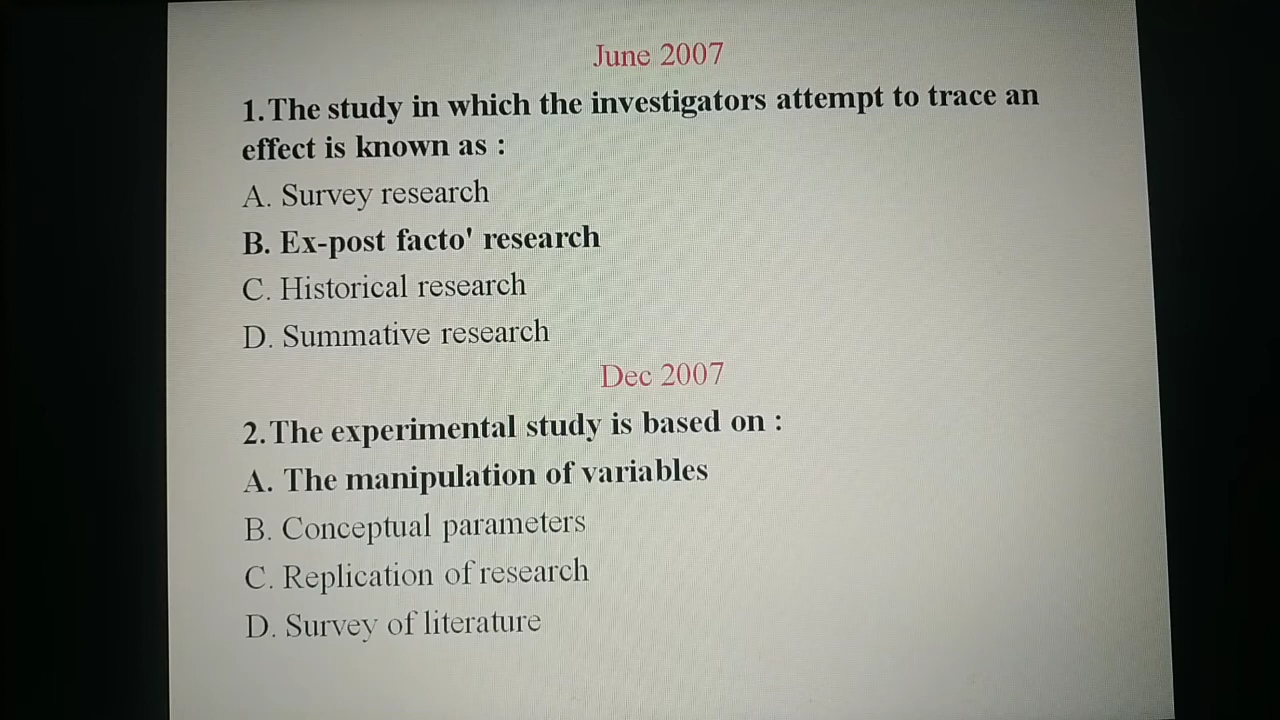 June 2007
1.The study in which the investigators attempt to trace an
effect is known as :
A. Survey research
B. Ex-post facto' research
C. Historical research
D. Summative research
Dec 2007
2.The experimental study is based on :
A. The manipulation of variables
B. Conceptual parameters
C. Replication of research
D. Survey of literature